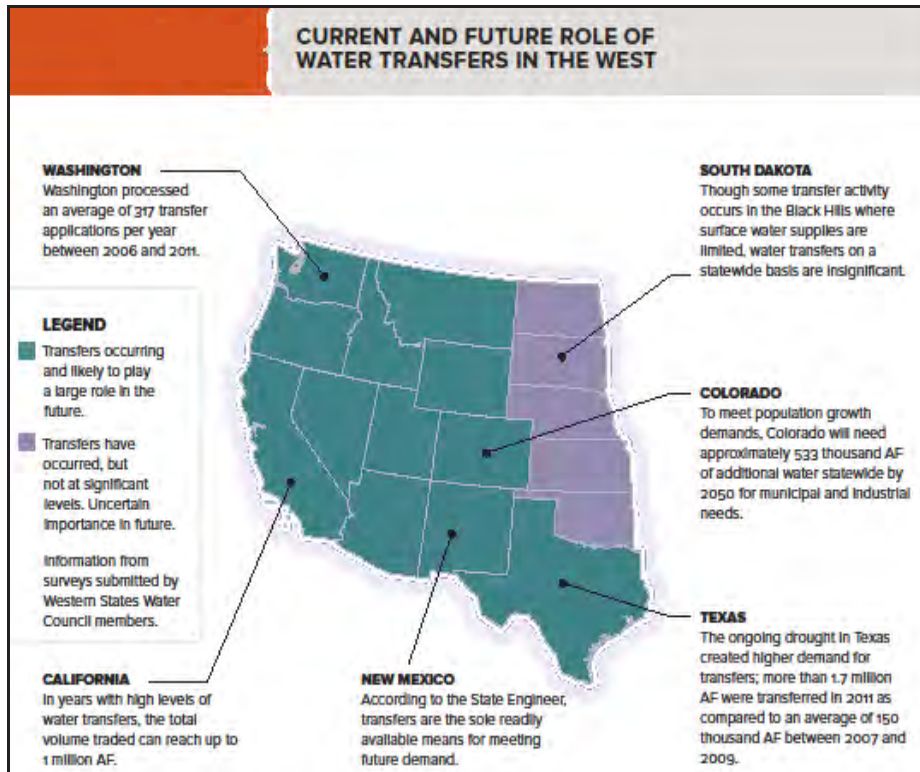 CURRENT AND FUTURE ROLE OF
WATER TRANSFERS IN THE WEST
WASHINGTON
Washington processed
an average of 317 transfer
applications per year
between 2006 and 2011.
SOUTH DAKOTA
Though some transfer activity
occurs in the Black Hills where
surface water supplies are
limited, water transfers on a
statewide basis are insignificant.
LEGEND
Transfers occurring
and likely to play
a large role in the
future.
Transfers have
occurred, but
not at significant
levels. Uncertain
importance in future.
Information from
surveys submitted by
Western States Water
Council members.
COLORADO
To meet population growth
demands, Colorado will need
approximately 533 thousand AF
of additional water statewide by
2050 for municipal and industrial
needs.
CALIFORNIA
In years with high levels of
water transfers, the total
volume traded can reach up to
1 million AF.
NEW MEXICO
According to the State Engineer,
transfers are the sole readily
available means for meeting
future demand.
TEXAS
The ongoing drought in Texas
created higher demand for
transfers; more than 1.7 million
AF were transferred in 2011 as
compared to an average of 150
thousand AF between 2007 and
2009.